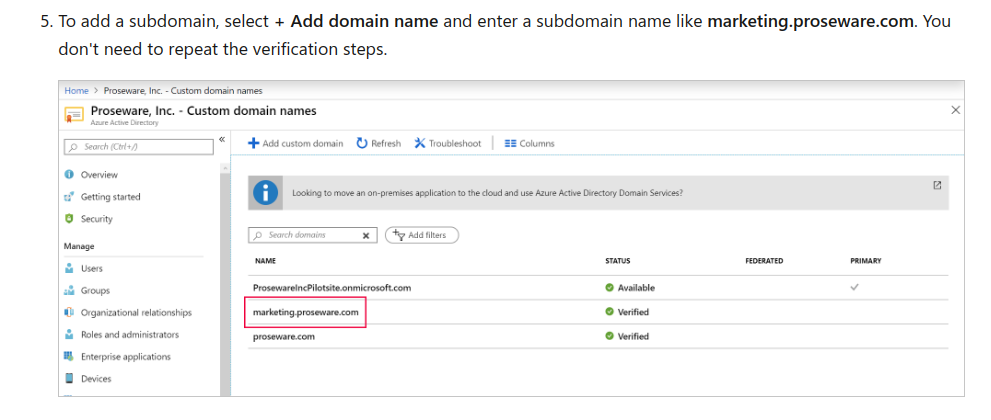 5. To add a subdomain, select + Add domain name and enter a subdomain name like marketing.proseware.com. You
don't need to repeat the verification steps.
Home > Proseware, Inc. - Custom domain names
Proseware, Inc. - Custom domain names
Azure Active Directory
Search (Ctrl+/)
Add custom domain Refresh Troubleshoot Columns
Overview
Getting started
Security
Manage
Users
Groups
Organizational relationships
Roles and administrators
Enterprise applications
Devices
Looking to move an on-premises application to the cloud and use Azure Active Directory Domain Services?
Search domains Add filters
NAME STATUS FEDERATED PRIMARY
ProsewareIncPilotsite.onmicrosoft.com Available
marketing.proseware.com Verified
proseware.com Verified